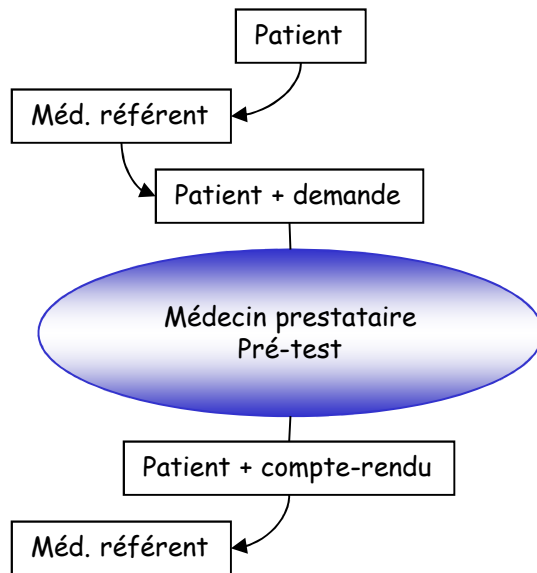 Patient
Méd. référent
Patient + demande
Médecin prestataire
Pré-test
Patient + compte-rendu
Méd. référent